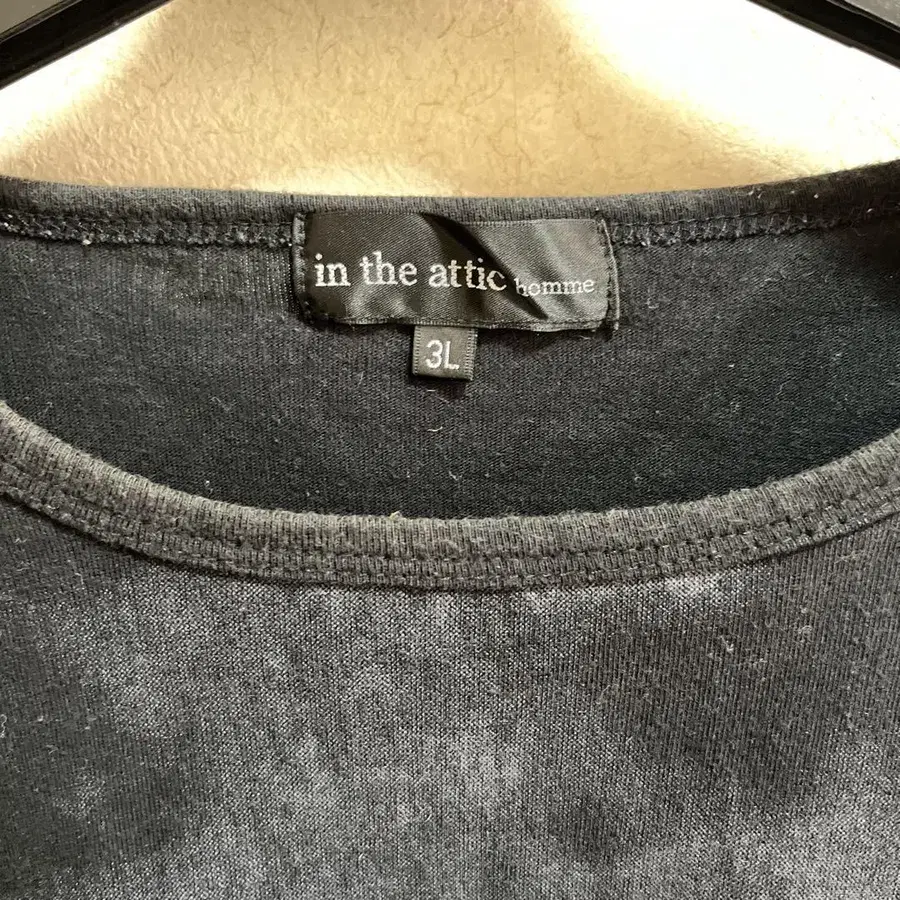 in the attic homme
3L